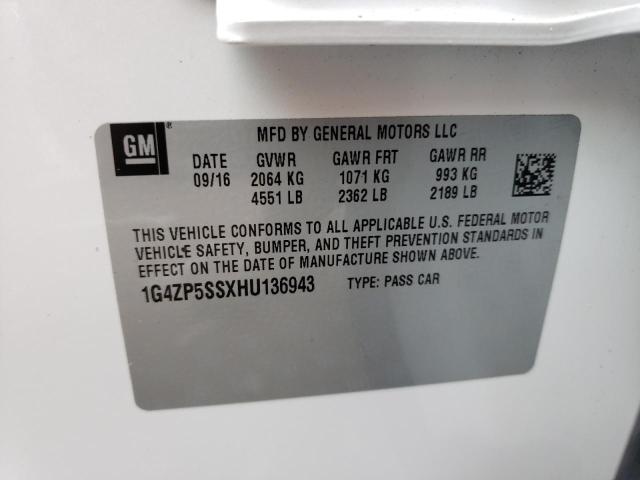 GM ®
MFD BY GENERAL MOTORS LLC
DATE GVWR GAWR FRT GAWR RR
09/16 2064 KG 1071 KG 993 KG
4551 LB 2362 LB 2189 LB
THIS VEHICLE CONFORMS TO ALL APPLICABLE U.S. FEDERAL MOTOR
VEHICLE SAFETY, BUMPER, AND THEFT PREVENTION STANDARDS IN
EFFECT ON THE DATE OF MANUFACTURE SHOWN ABOVE.
1G4ZP5SSXHU136943 TYPE: PASS CAR